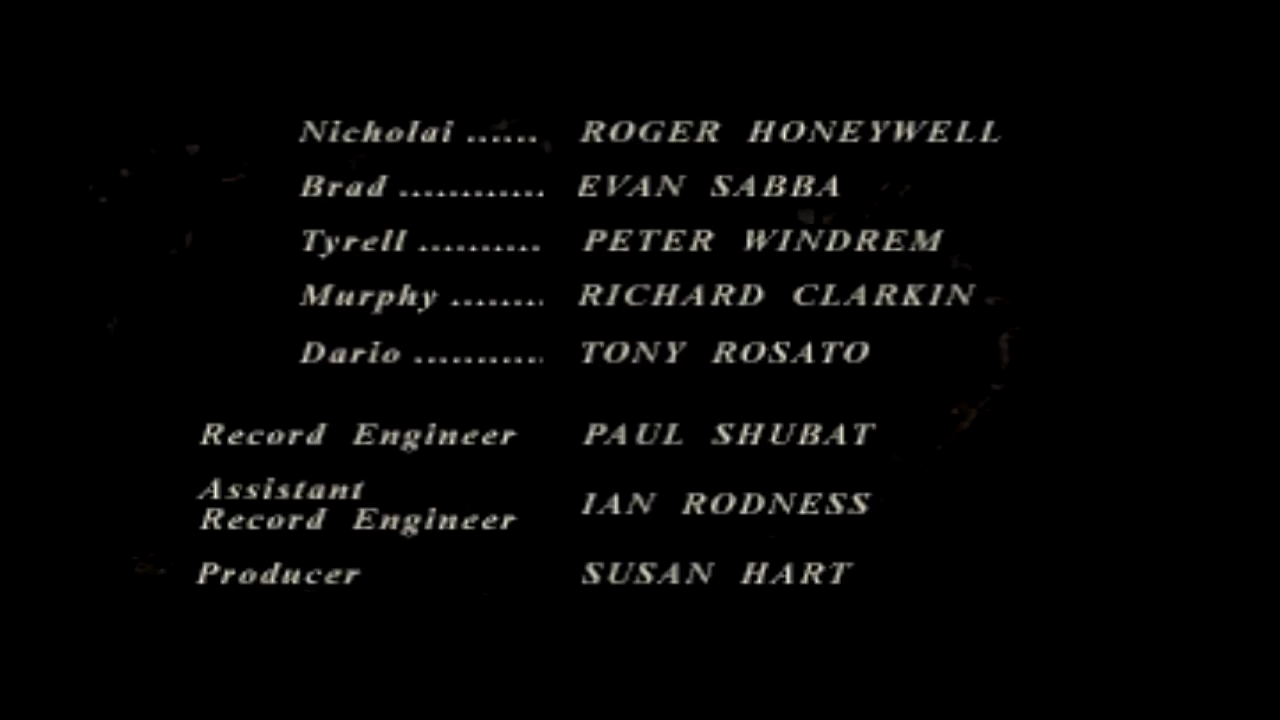 Nicholai ...... ROGER HONEYWELL
Brad ............ EVAN SABBA
Tyrell .......... PETER WINDREM
Murphy ........ RICHARD CLARKIN
Dario ........... TONY ROSATO
Record Engineer PAUL SHUBAT
Assistant
Record Engineer IAN RODNESS
Producer SUSAN HART